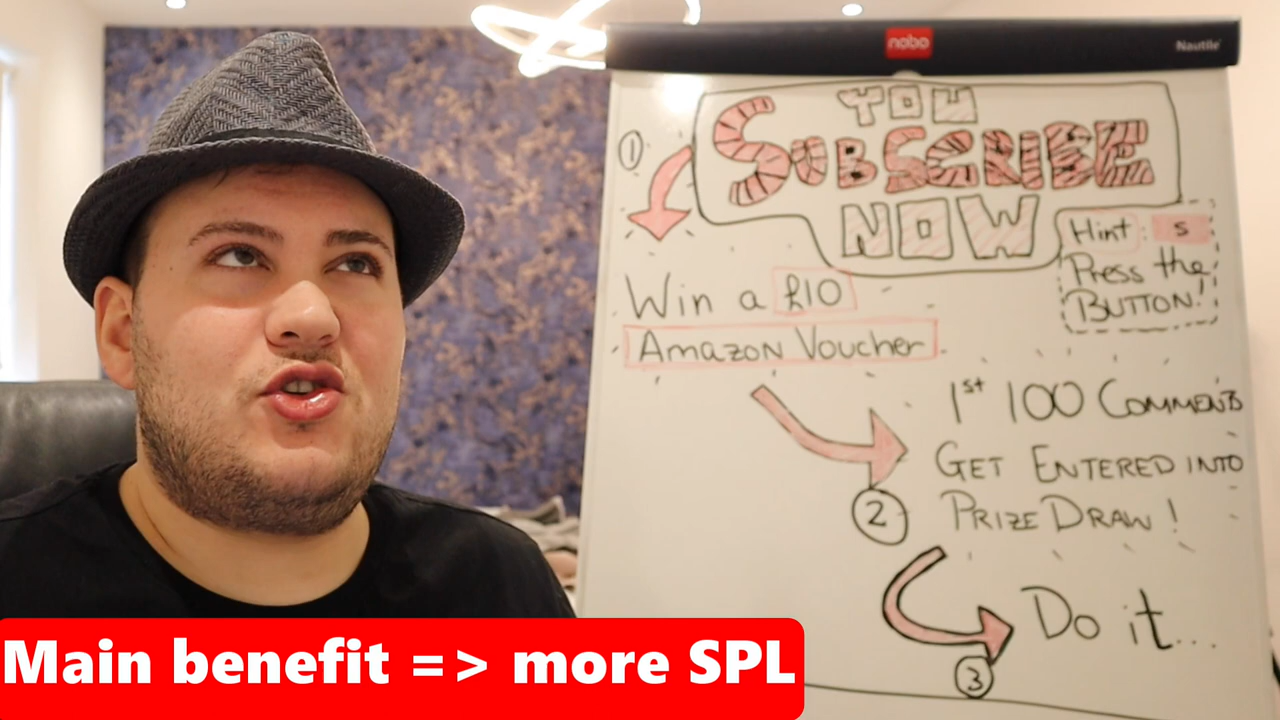 nobo
Nautile
YOU
SUBSCRIBE
NOW
1
Hint: S
Press the
BUTTON!
Win a £10
Amazon Voucher
1st 100 COMMENTS
GET ENTERED INTO
PRIZE DRAW!
2
Do it...
3
Main benefit => more SPL